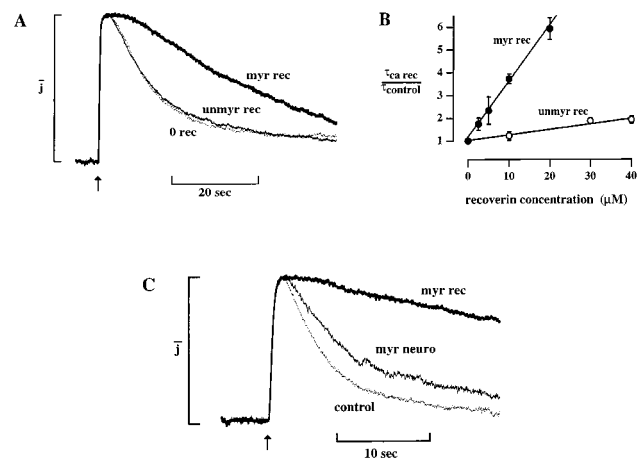 A
myr rec
unmyr rec
0 rec
20 sec
B
τca rec
τcontrol
6
5
4
3
2
1
myr rec
unmyr rec
0 10 20 30 40
recoverin concentration (μM)
C
j
myr rec
myr neuro
control
10 sec